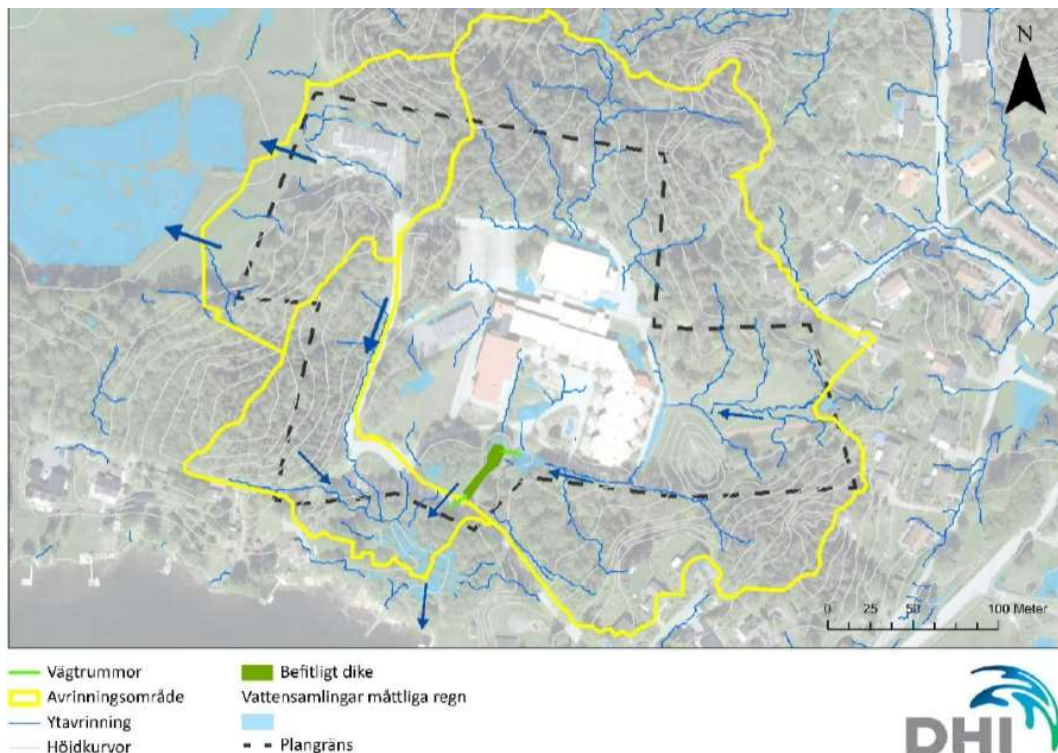 N
0 25 50 100 Meter
Vägtrummor
Befitligt dike
Avrinningsområde
Vattensamlingar måttliga regn
Ytavrinning
Höjdkurvor
Plangräns
DHI